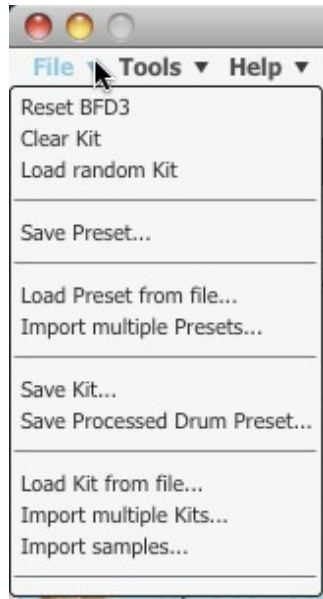 File ▼ Tools ▼ Help ▼
Reset BFD3
Clear Kit
Load random Kit
Save Preset...
Load Preset from file...
Import multiple Presets...
Save Kit...
Save Processed Drum Preset...
Load Kit from file...
Import multiple Kits...
Import samples...